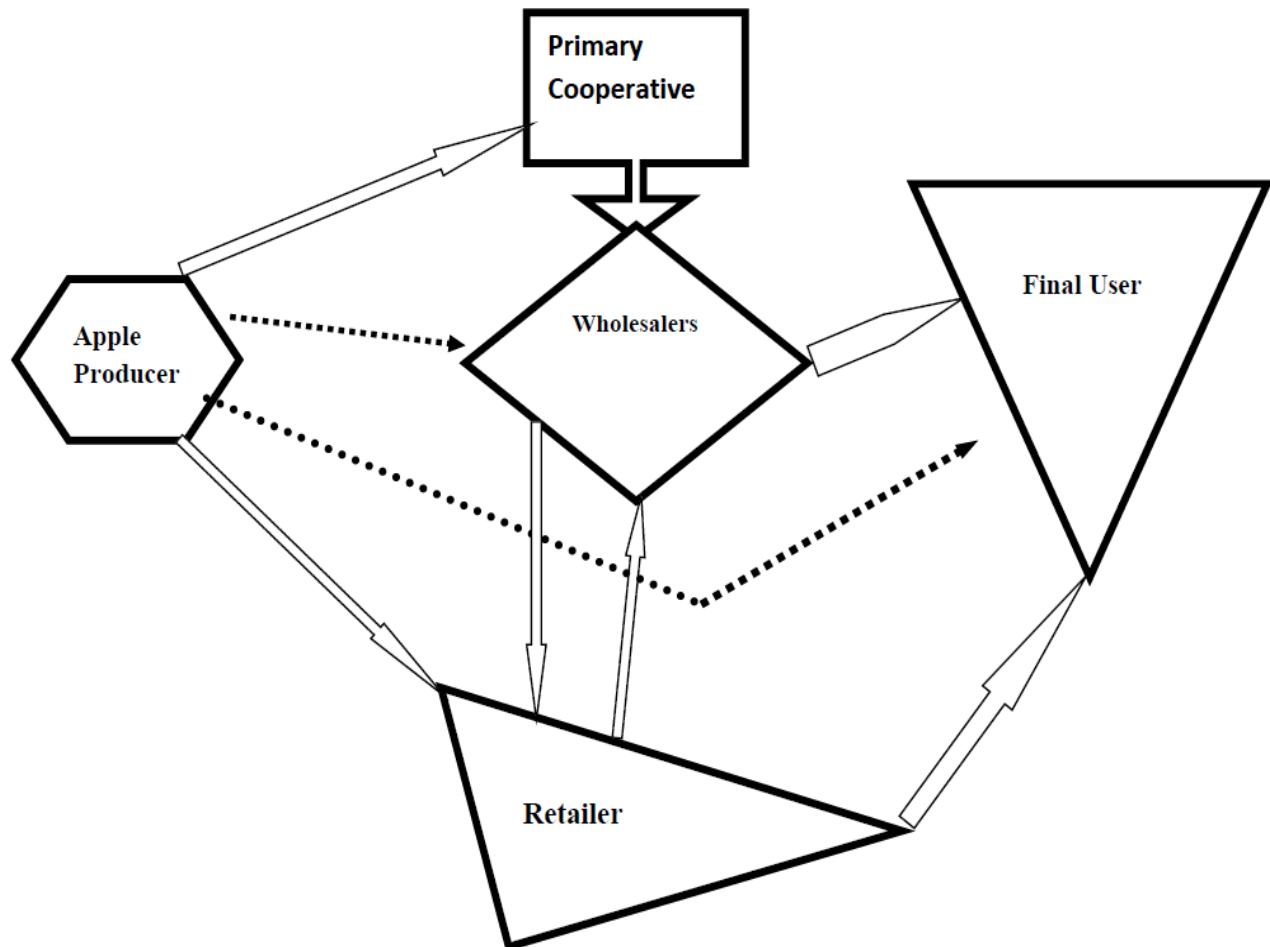 Primary
Cooperative
Final User
Wholesalers
Apple
Producer
Retailer